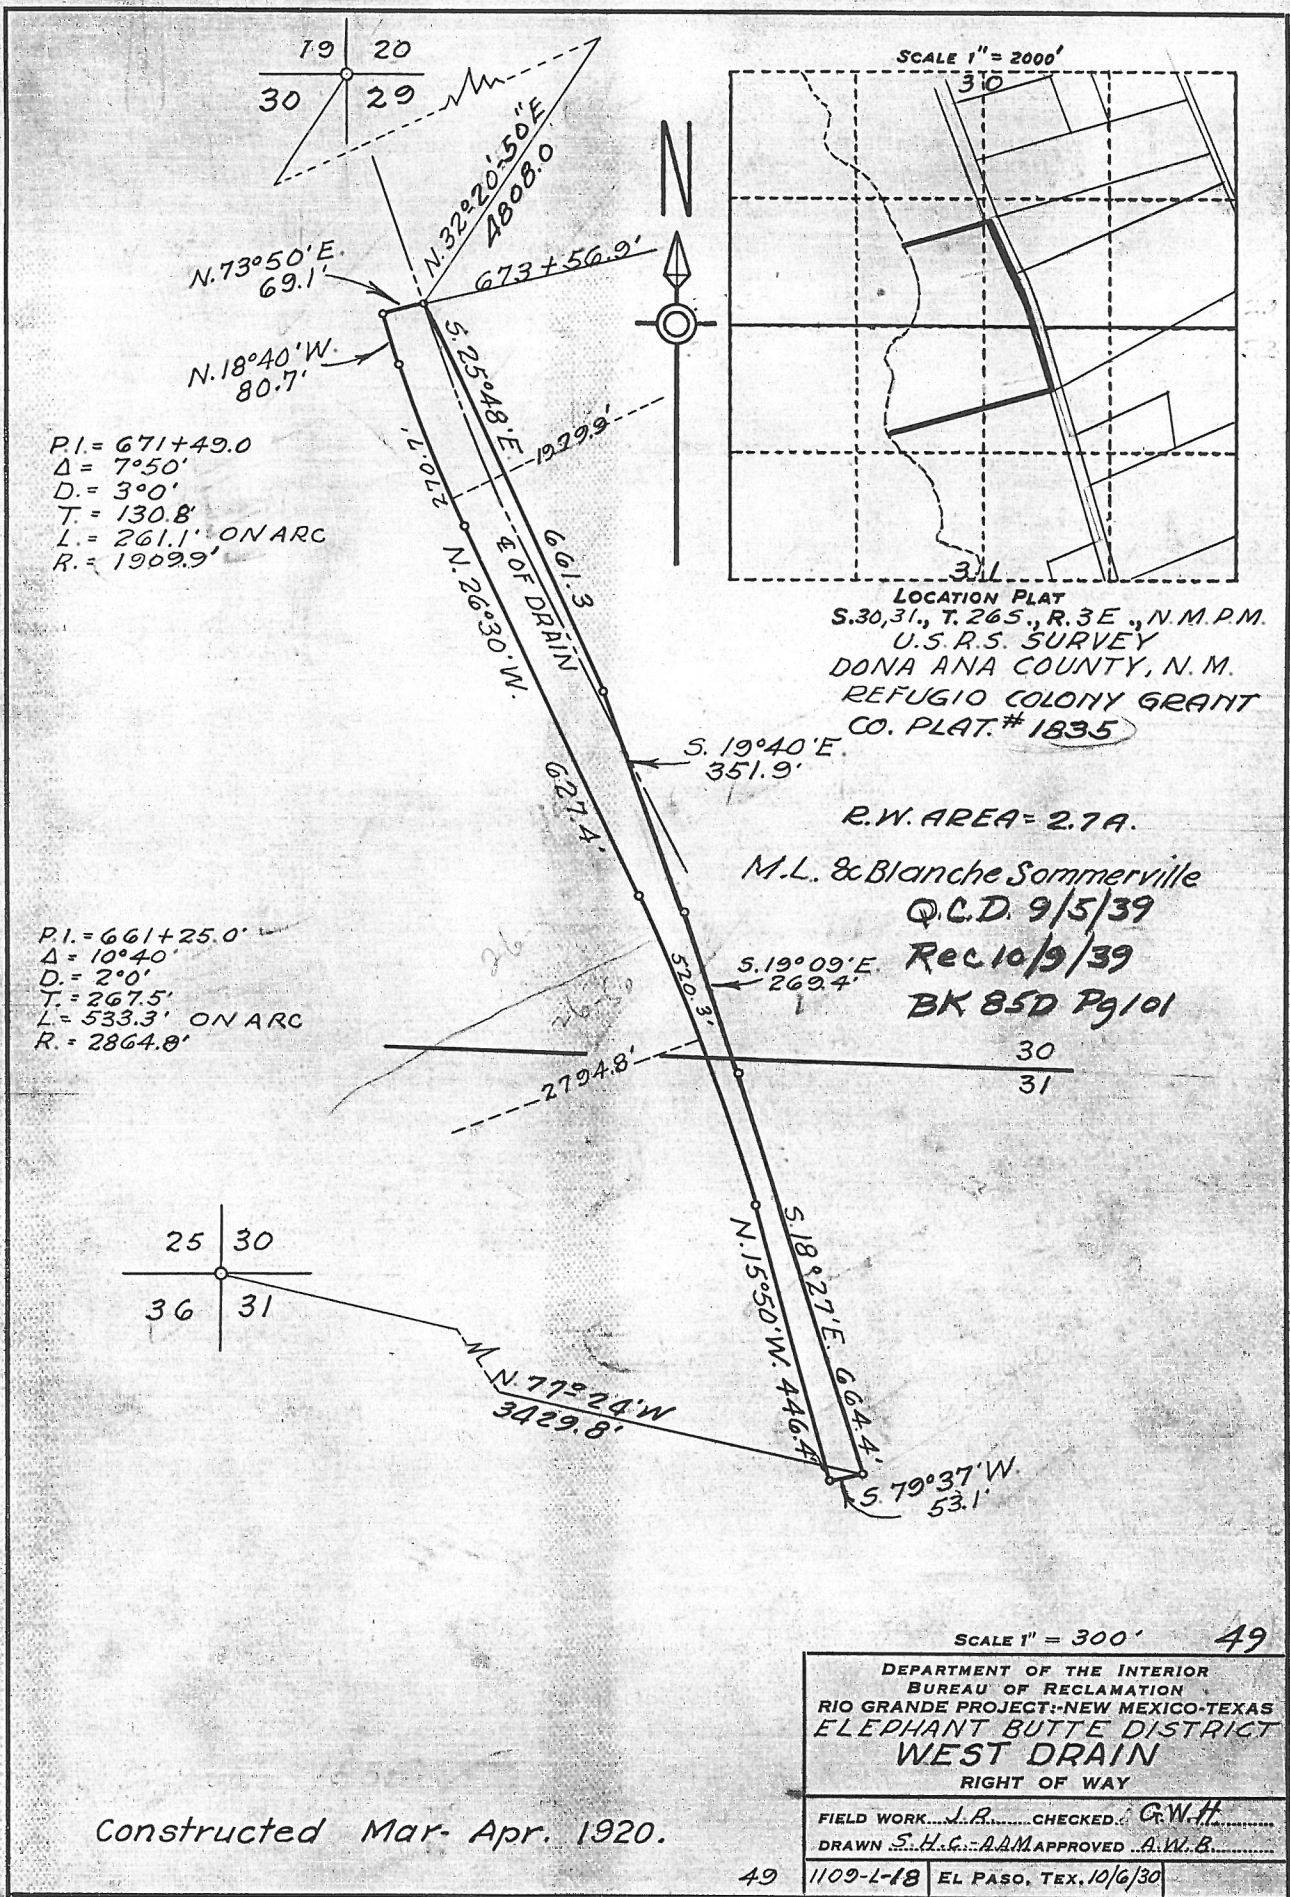 19 20
30 29
N. 32°-20'-50"E
4808.0
N. 73°50'E.
69.1'
673 + 56.9'
N. 18°40'W.
80.7'
S. 25°48'E.
661.3
1979.9'
270.7'
P.I. = 671+49.0
Δ = 7°50'
D. = 3°0'
T. = 130.8'
L. = 261.1' ON ARC
R. = 1909.9'
℄ OF DRAIN
N. 26°30'W.
627.4'
SCALE 1" = 2000'
30
N
31
LOCATION PLAT
S.30,31., T. 26S., R. 3E., N.M.P.M.
U.S.R.S. SURVEY
DONA ANA COUNTY, N.M.
REFUGIO COLONY GRANT
CO. PLAT. # 1835
S. 19°40'E.
351.9'
R.W. AREA = 2.7A.
M.L. & Blanche Sommerville
Q.C.D. 9/5/39
Rec 10/9/39
BK 85D Pg 101
P.I. = 661+25.0'
Δ = 10°40'
D. = 2°0'
T. = 267.5'
L = 533.3' ON ARC
R. = 2864.8'
26
S. 19°09'E.
269.4'
520.3'
2794.8'
30
31
25 30
36 31
N. 77°24'W
3429.8'
N. 15°50'W. 446.4'
S. 18°27'E. 664.4'
S. 79°37'W.
53.1'
SCALE 1" = 300' 49
DEPARTMENT OF THE INTERIOR
BUREAU OF RECLAMATION
RIO GRANDE PROJECT:-NEW MEXICO-TEXAS
ELEPHANT BUTTE DISTRICT
WEST DRAIN
RIGHT OF WAY
FIELD WORK...J.R......CHECKED..G.W.H.
DRAWN S.H.C.-AAM APPROVED..A.W.B.
49 1109-L-18 EL PASO, TEX. 10/6/30
Constructed Mar- Apr. 1920.